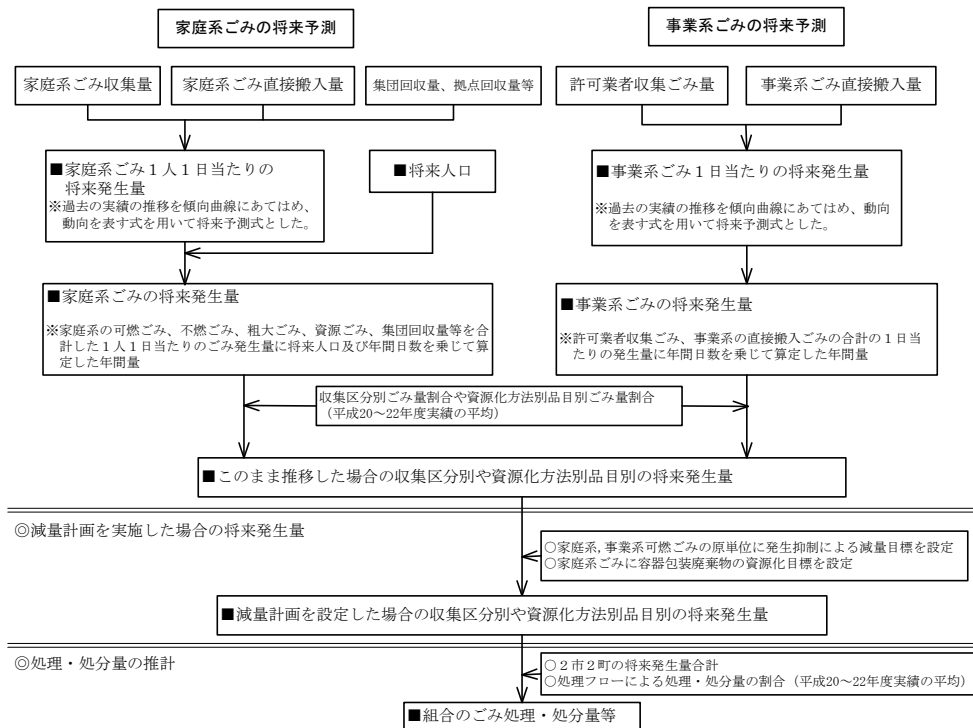 家庭系ごみの将来予測
事業系ごみの将来予測
家庭系ごみ収集量
家庭系ごみ直接搬入量
集団回収量、拠点回収量等
許可業者収集ごみ量
事業系ごみ直接搬入量
■家庭系ごみ１人１日当たりの
将来発生量
※過去の実績の推移を傾向曲線にあてはめ、
動向を表す式を用いて将来予測式とした。
■将来人口
■事業系ごみ１日当たりの将来発生量
※過去の実績の推移を傾向曲線にあてはめ、動向
を表す式を用いて将来予測式とした。
■家庭系ごみの将来発生量
※家庭系の可燃ごみ、不燃ごみ、粗大ごみ、資源ごみ、集団回収量等を合
計した１人１日当たりのごみ発生量に将来人口及び年間日数を乗じて算
定した年間量
■事業系ごみの将来発生量
※許可業者収集ごみ、事業系の直接搬入ごみの合計の１日当
たりの発生量に年間日数を乗じて算定した年間量
収集区分別ごみ量割合や資源化方法別品目別ごみ量割合
（平成20～22年度実績の平均）
■このまま推移した場合の収集区分別や資源化方法別品目別の将来発生量
◎減量計画を実施した場合の将来発生量
○家庭系,事業系可燃ごみの原単位に発生抑制による減量目標を設定
○家庭系ごみに容器包装廃棄物の資源化目標を設定
■減量計画を設定した場合の収集区分別や資源化方法別品目別の将来発生量
◎処理・処分量の推計
○２市２町の将来発生量合計
○処理フローによる処理・処分量の割合（平成20～22年度実績の平均）
■組合のごみ処理・処分量等